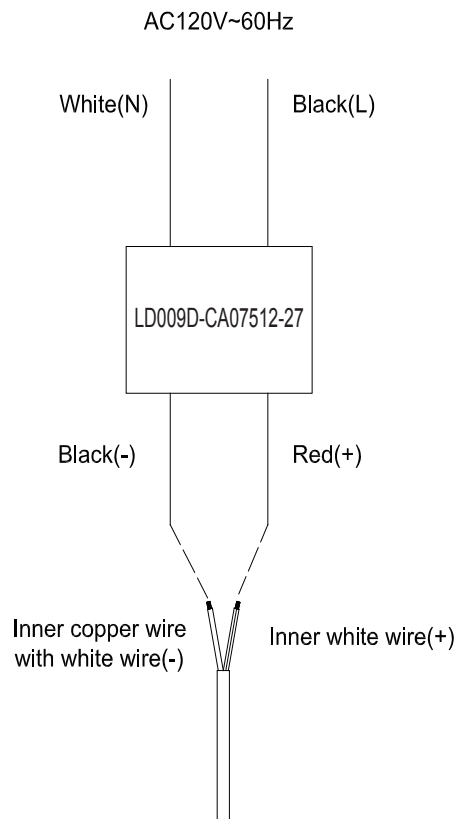 AC120V~60Hz
White(N)
Black(L)
LD009D-CA07512-27
Black(-)
Red(+)
Inner copper wire
with white wire(-)
Inner white wire(+)